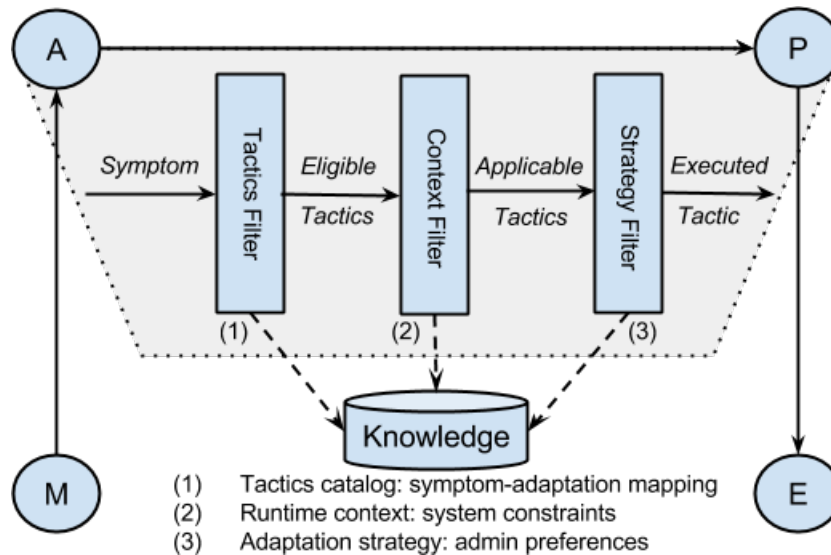 A
P
Symptom
Tactics Filter
Eligible
Tactics
Context Filter
Applicable
Tactics
Strategy Filter
Executed
Tactic
(1)
(2)
(3)
Knowledge
M
E
(1) Tactics catalog: symptom-adaptation mapping
(2) Runtime context: system constraints
(3) Adaptation strategy: admin preferences